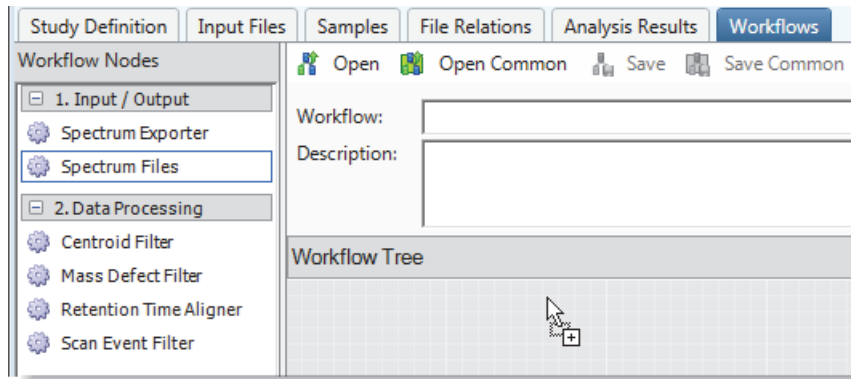 Study Definition Input Files Samples File Relations Analysis Results Workflows
Workflow Nodes
Open Open Common Save Save Common
1. Input / Output
Spectrum Exporter
Spectrum Files
2. Data Processing
Centroid Filter
Mass Defect Filter
Retention Time Aligner
Scan Event Filter
Workflow:
Description:
Workflow Tree